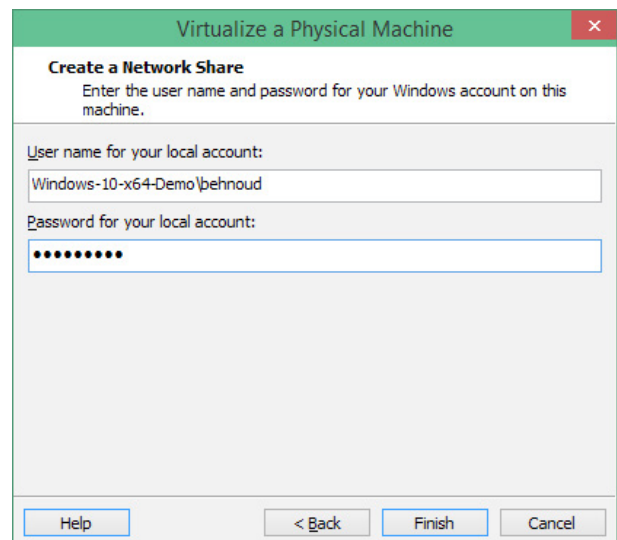 Virtualize a Physical Machine
Create a Network Share
Enter the user name and password for your Windows account on this
machine.
User name for your local account:
Windows-10-x64-Demo\behnoud
Password for your local account:
•••••••••
Help
< Back
Finish
Cancel